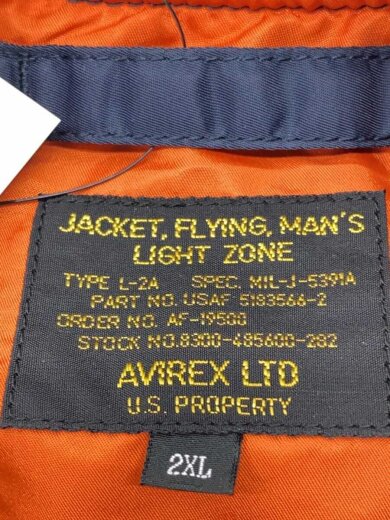 JACKET, FLYING, MAN'S
LIGHT ZONE
TYPE L-2A SPEC. MIL-J-5391A
PART NO. USAF 5183566-2
ORDER NO. AF-19500
STOCK NO.8300-485600-282
AVIREX LTD
U.S. PROPERTY
2XL